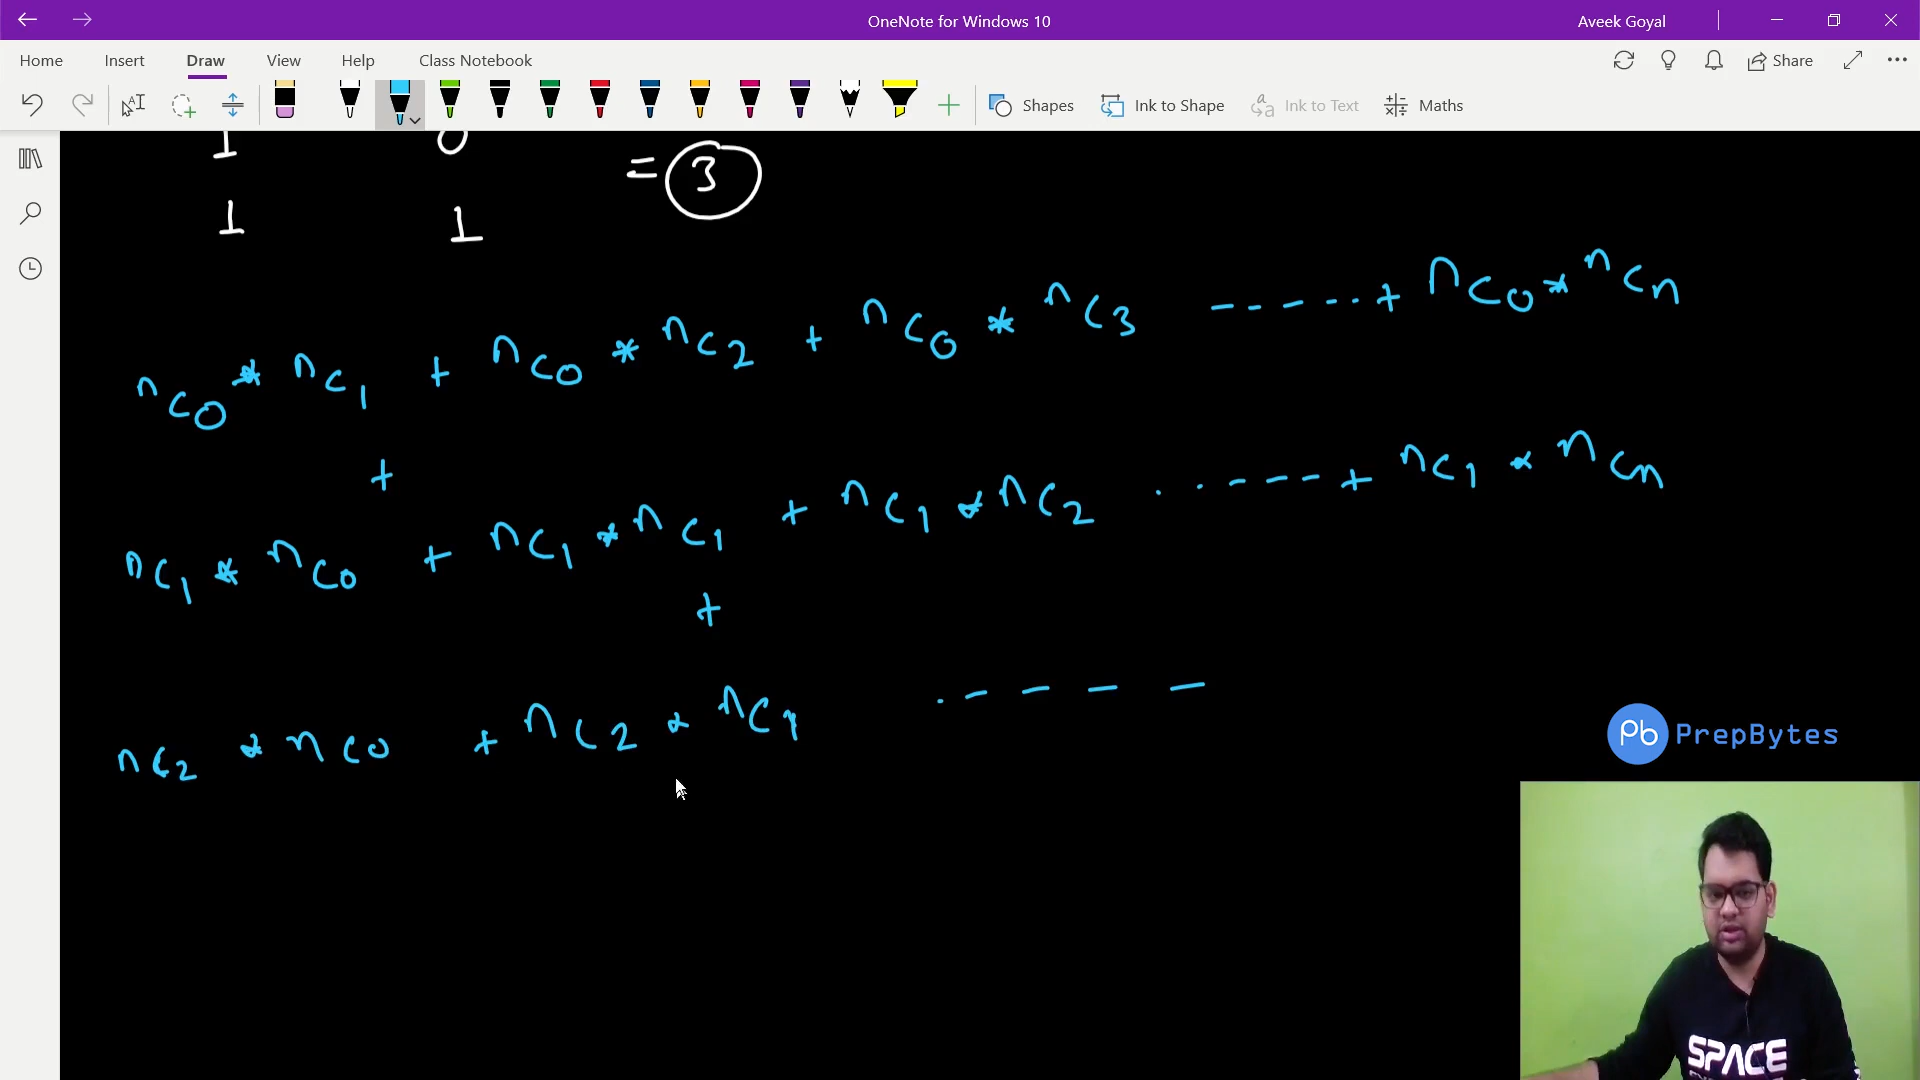 OneNote for Windows 10
Aveek Goyal
Home Insert Draw View Help Class Notebook
Share
Shapes Ink to Shape Ink to Text Maths
1 0
= 3
1 1
nC0 * nC1 + nC0 * nC2 + nC0 * nC3 ------+ nC0 * nCn
+
nC1 * nC0 + nC1 * nC1 + nC1 * nC2 ------+ nC1 * nCn
+
nC2 * nC0 + nC2 * nC1 -----
Pb PrepBytes
SPACE